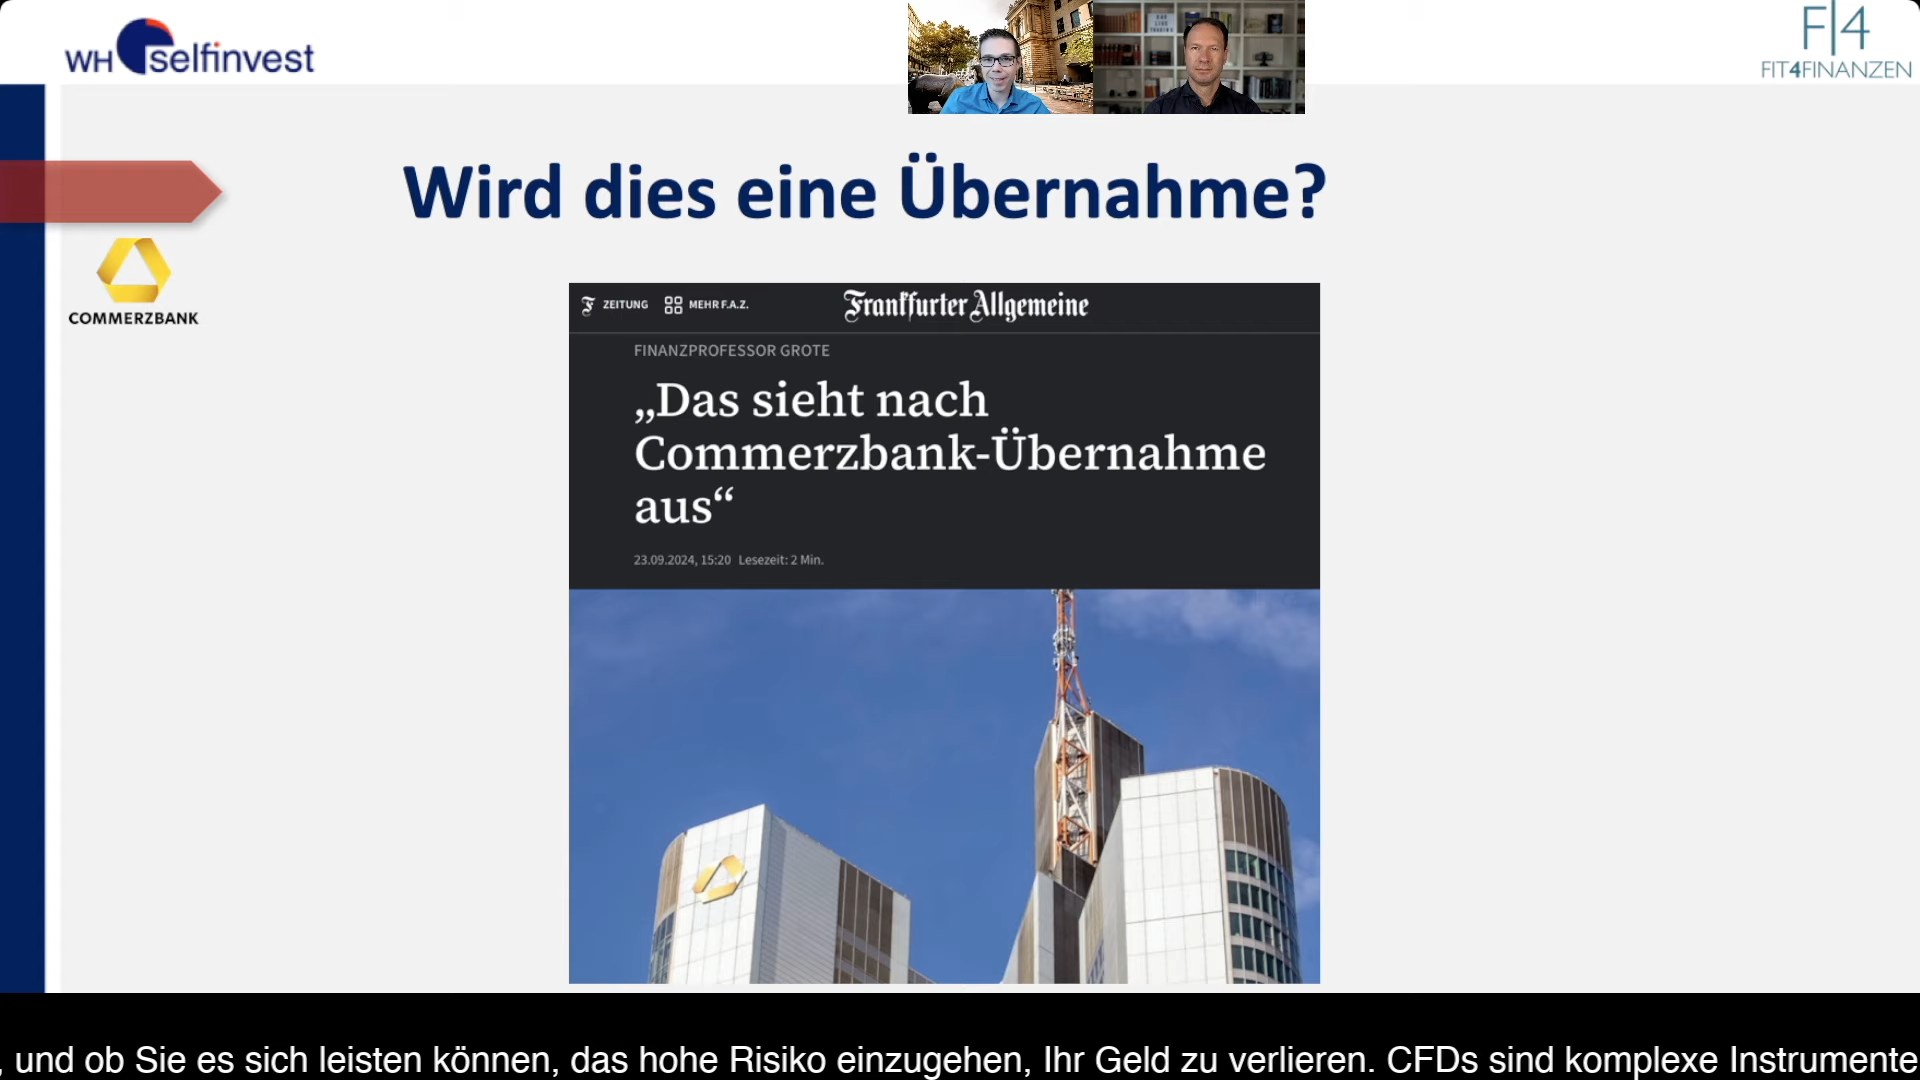 WH selfinvest
F|4
FIT4FINANZEN
Wird dies eine Übernahme?
COMMERZBANK
ZEITUNG MEHR F.A.Z. Frankfurter Allgemeine
FINANZPROFESSOR GROTE
„Das sieht nach
Commerzbank-Übernahme
aus“
23.09.2024, 15:20 Lesezeit: 2 Min.
, und ob Sie es sich leisten können, das hohe Risiko einzugehen, Ihr Geld zu verlieren. CFDs sind komplexe Instrumente